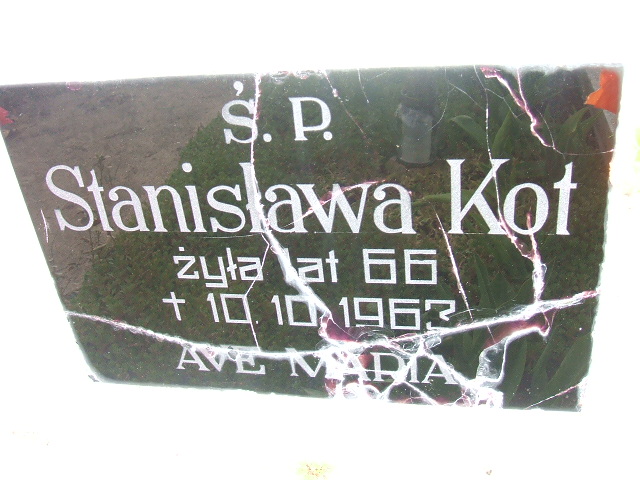 Ś. P.
Stanisława Kot
żyła lat 66
† 10.10.1963
AVE MARIA